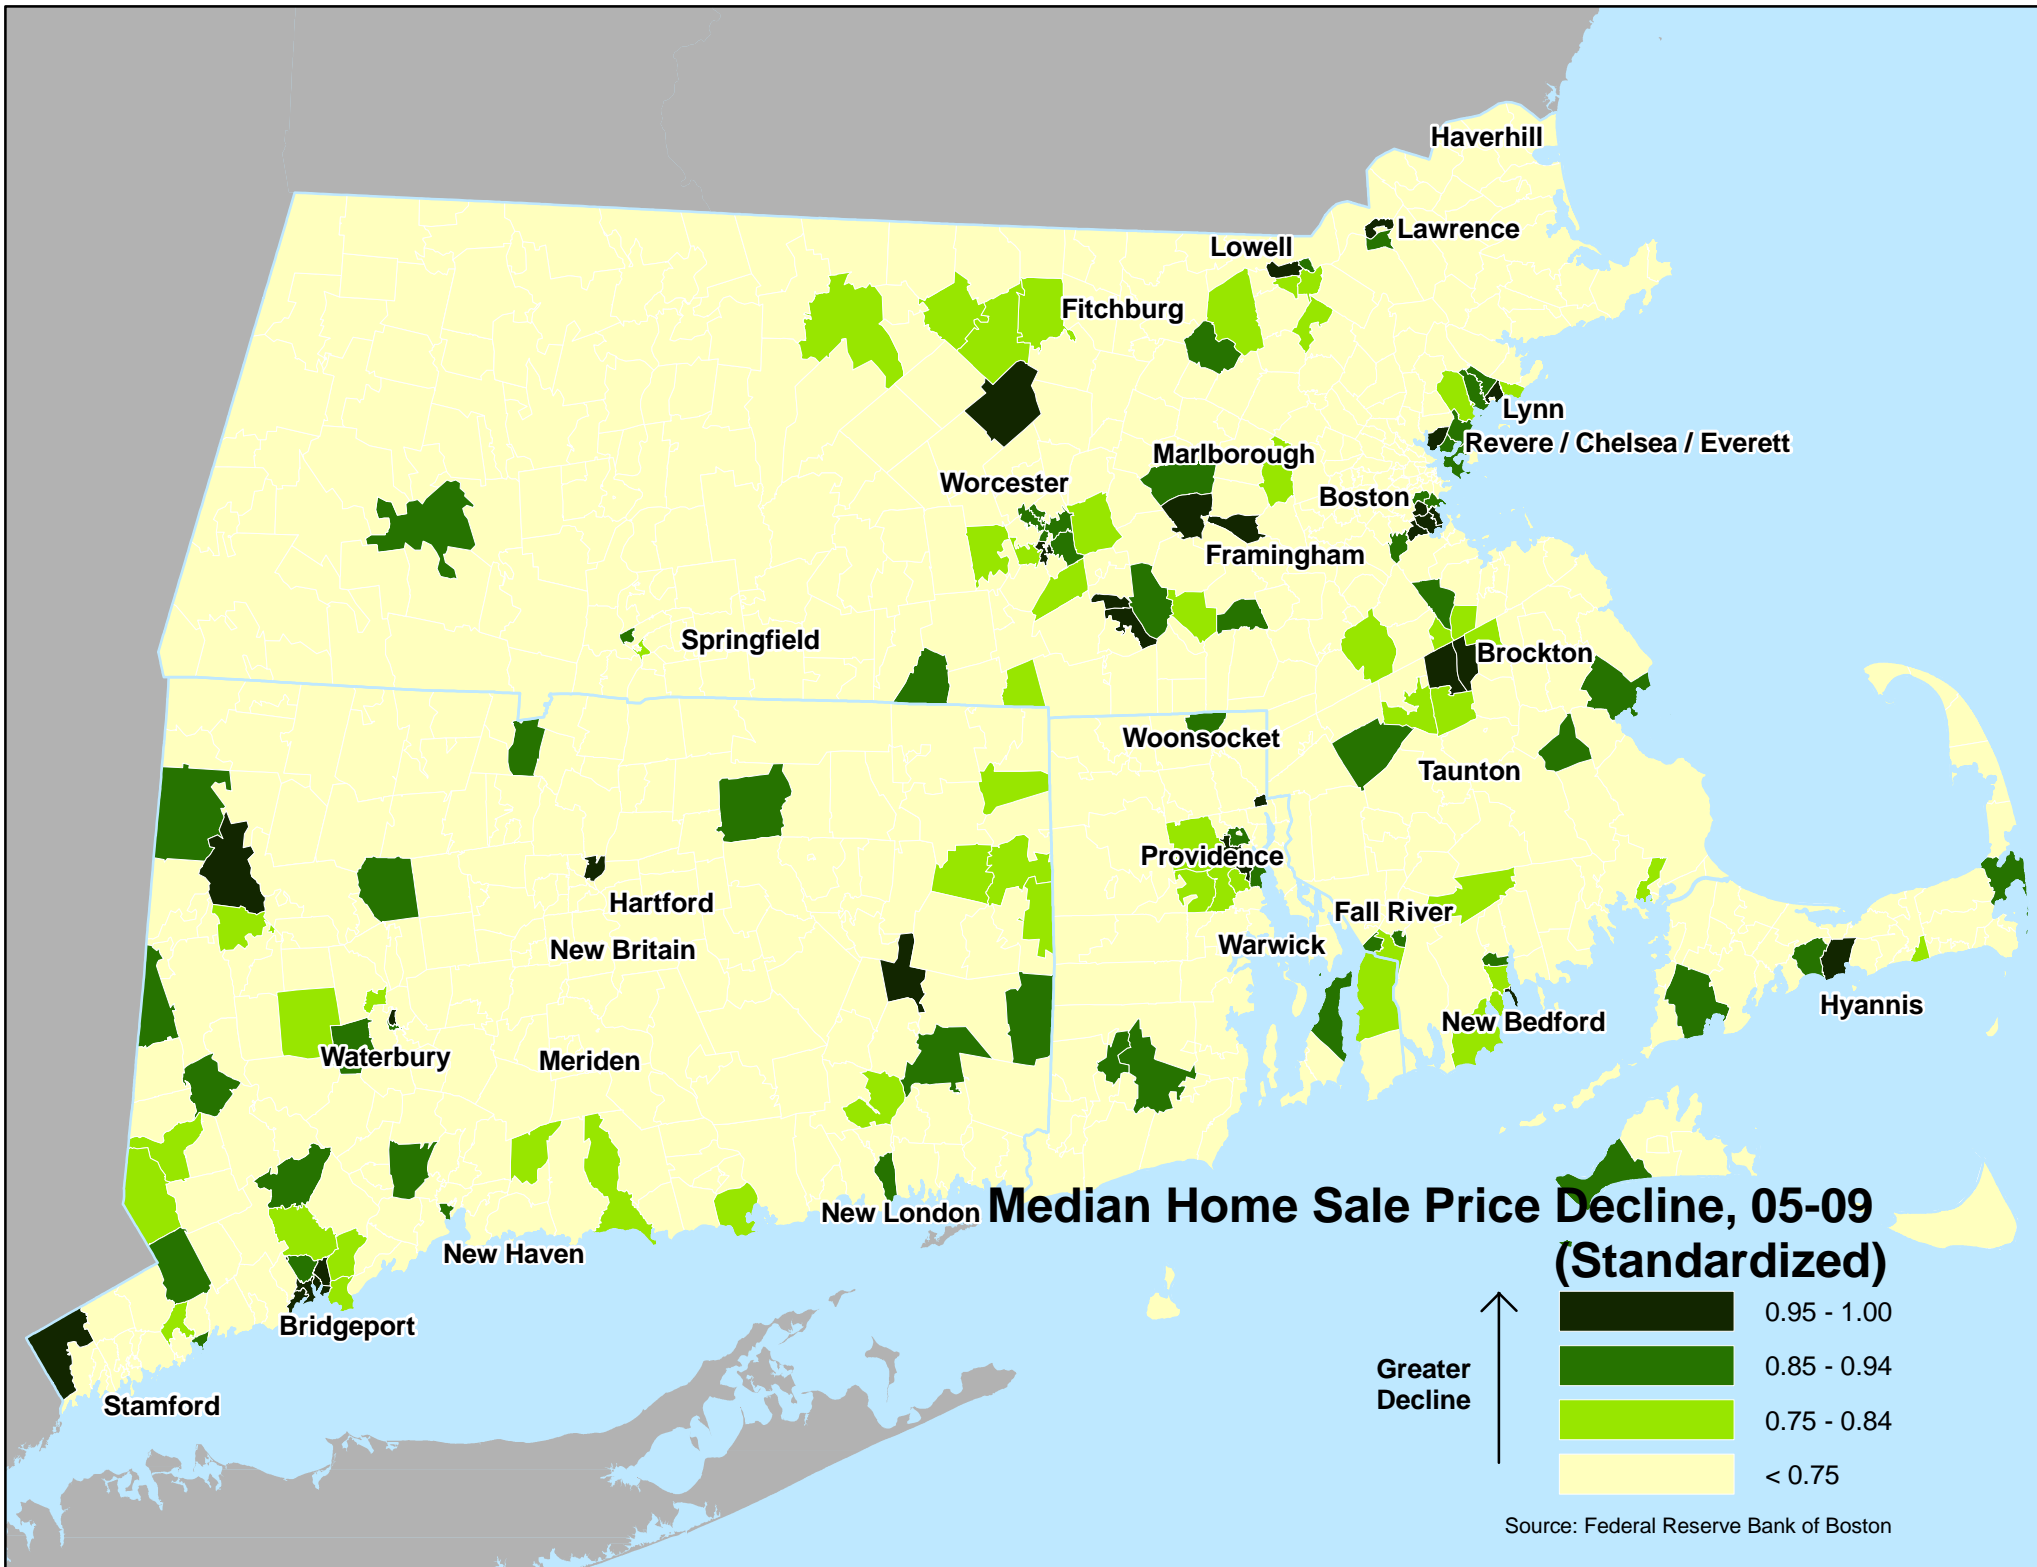 Haverhill
Lawrence
Lowell
Fitchburg
Lynn
Revere / Chelsea / Everett
Marlborough
Worcester
Boston
Framingham
Springfield
Brockton
Woonsocket
Taunton
Providence
Hartford
Fall River
New Britain
Warwick
Hyannis
New Bedford
Waterbury
Meriden
New London
New Haven
Bridgeport
Stamford
Median Home Sale Price Decline, 05-09
(Standardized)
Greater
Decline
0.95 - 1.00
0.85 - 0.94
0.75 - 0.84
< 0.75
Source: Federal Reserve Bank of Boston